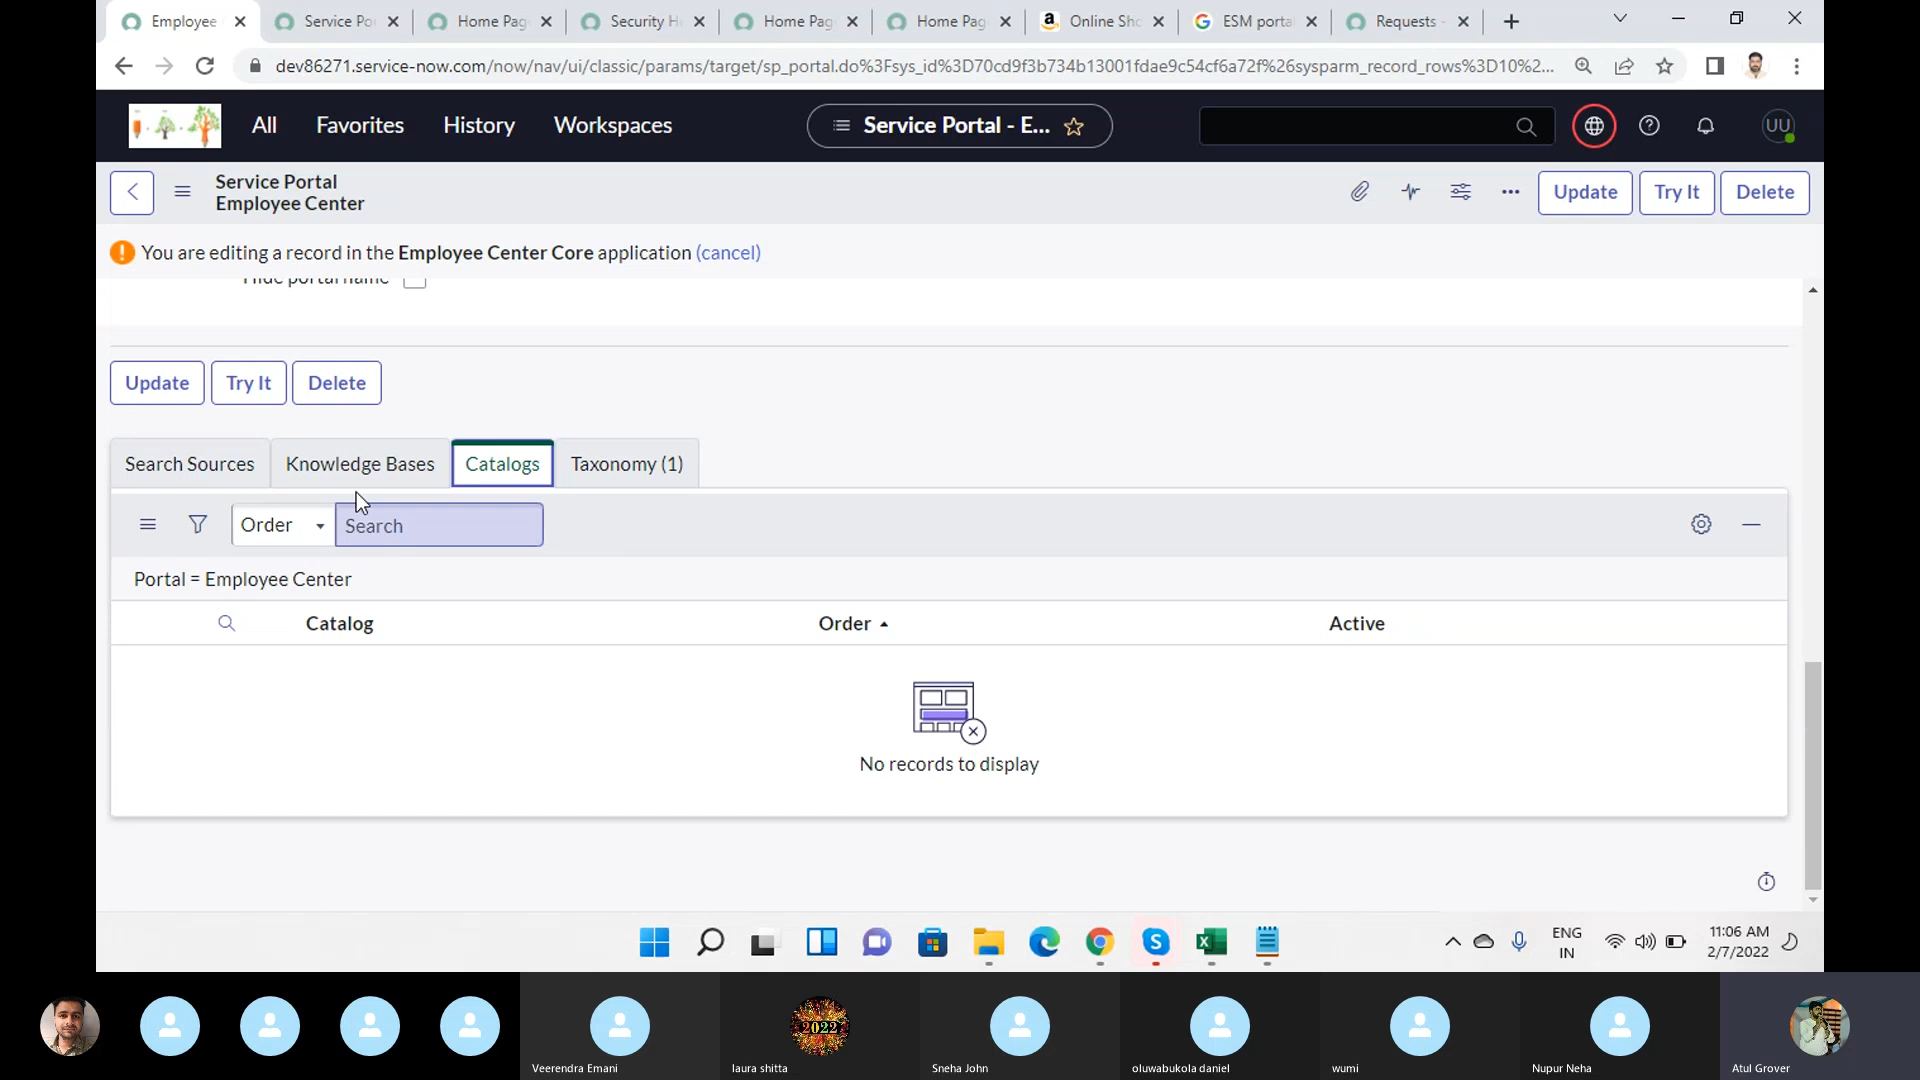 Employee
Service Po
Home Pag
Security H
Home Pag
Home Pag
Online Sho
ESM porta
Requests -
dev86271.service-now.com/now/nav/ui/classic/params/target/sp_portal.do%3Fsys_id%3D70cd9f3b734b13001fdae9c54cf6a72f%26sysparm_record_rows%3D10%2...
All
Favorites
History
Workspaces
Service Portal - E...
UU
Service Portal
Employee Center
Update
Try It
Delete
You are editing a record in the Employee Center Core application (cancel)
Hide portal name
Update
Try It
Delete
Search Sources
Knowledge Bases
Catalogs
Taxonomy (1)
Order
Search
Portal = Employee Center
Catalog
Order
Active
No records to display
ENG
IN
11:06 AM
2/7/2022
2022
Veerendra Emani
laura shitta
Sneha John
oluwabukola daniel
wumi
Nupur Neha
Atul Grover